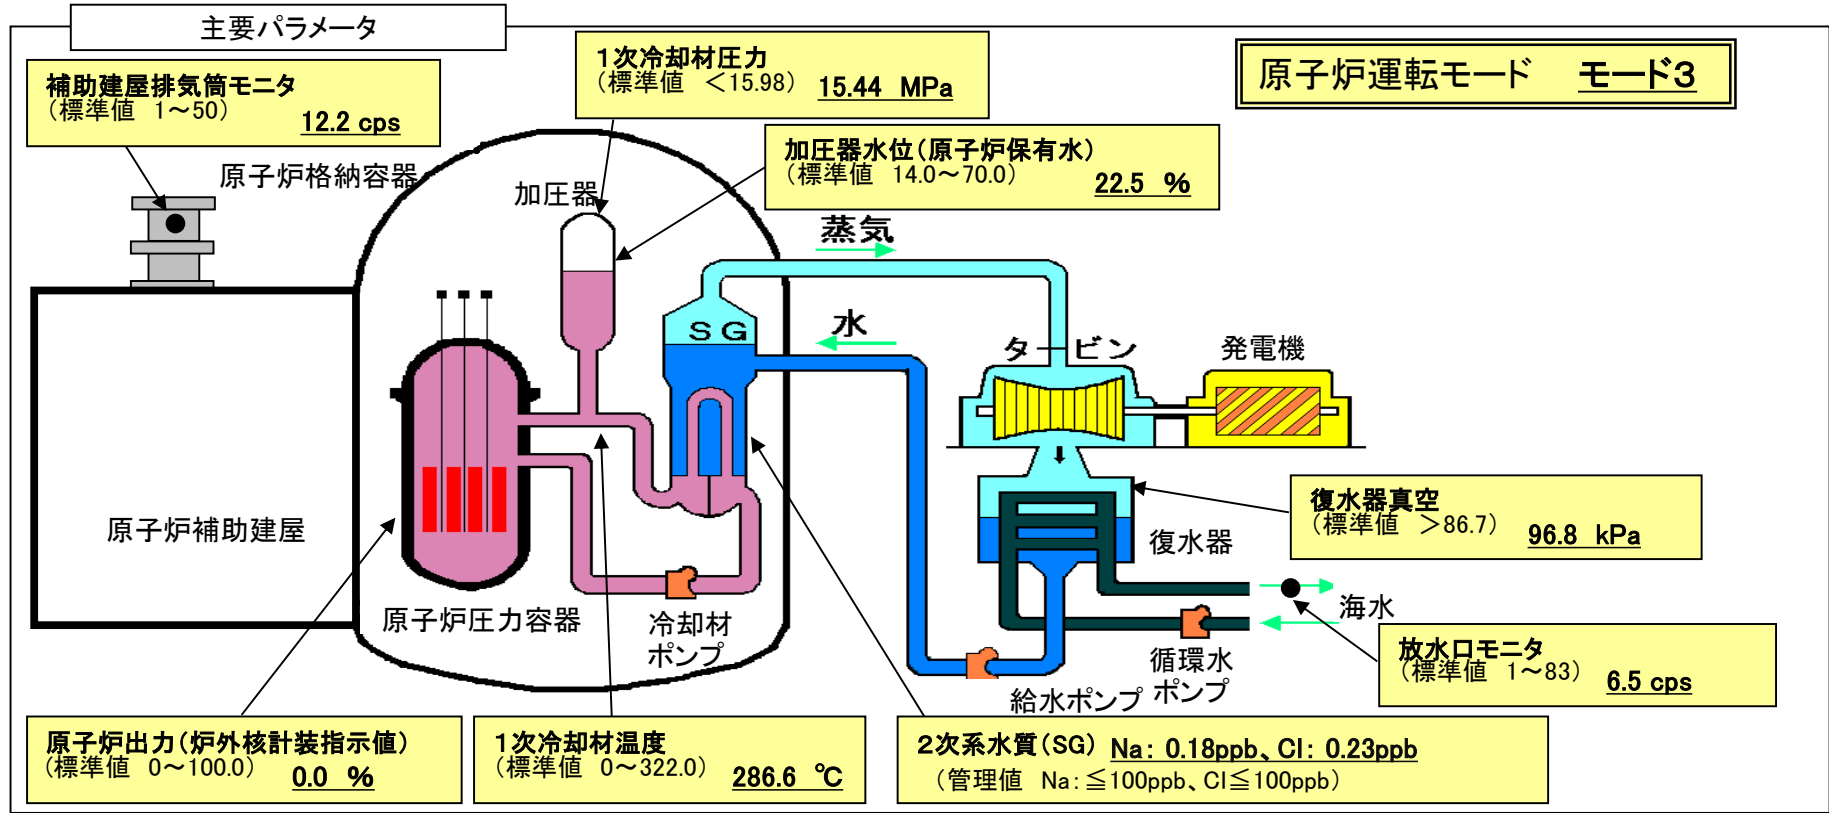 主要パラメータ
補助建屋排気筒モニタ
（標準値 1～50） 12.2 cps
１次冷却材圧力
（標準値 ＜15.98） 15.44 MPa
原子炉運転モード モード３
加圧器水位（原子炉保有水）
（標準値 14.0～70.0） 22.5 %
原子炉格納容器
加圧器
蒸気
ＳＧ
水
タービン
発電機
復水器真空
（標準値 ＞86.7） 96.8 kPa
原子炉補助建屋
復水器
海水
原子炉圧力容器
冷却材
ポンプ
循環水
ポンプ
給水ポンプ
放水口モニタ
（標準値 1～83） 6.5 cps
原子炉出力（炉外核計装指示値）
（標準値 0～100.0） 0.0 %
１次冷却材温度
（標準値 0～322.0） 286.6 ℃
２次系水質（SG） Na: 0.18ppb、Cl: 0.23ppb
（管理値 Na:≦100ppb、Cl≦100ppb）